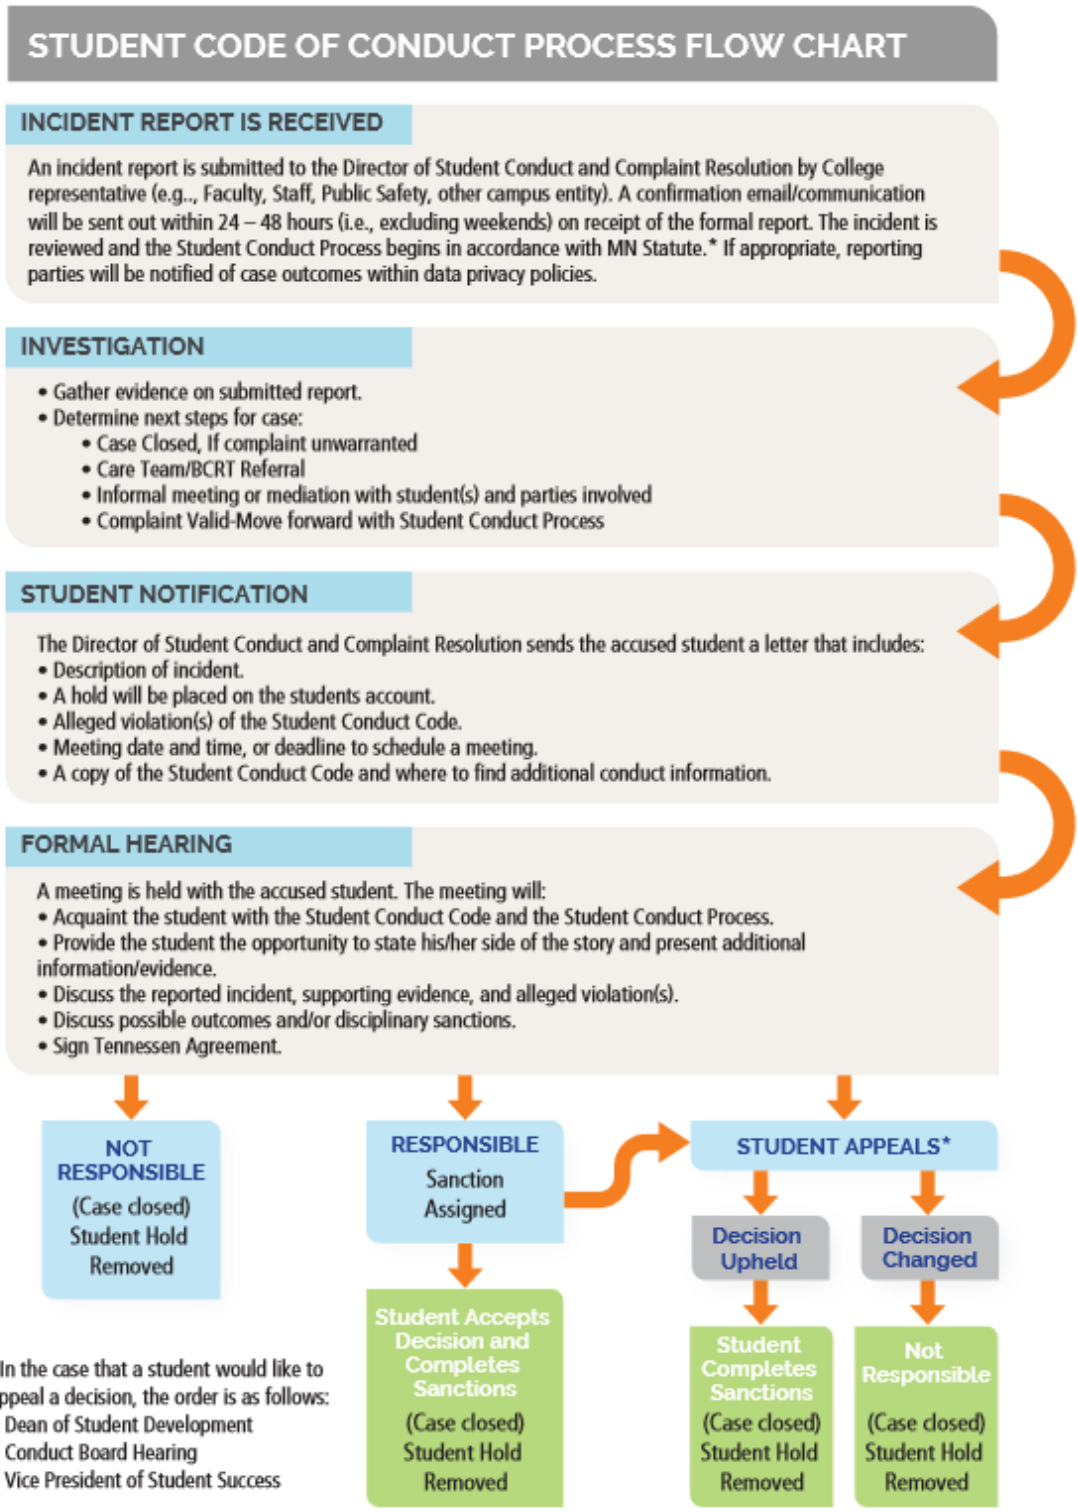 STUDENT CODE OF CONDUCT PROCESS FLOW CHART
INCIDENT REPORT IS RECEIVED
An incident report is submitted to the Director of Student Conduct and Complaint Resolution by College
representative (e.g.., Faculty, Staff, Public Safety, other campus entity). A confirmation email/communication
will be sent out within 24 – 48 hours (i.e., excluding weekends) on receipt of the formal report. The incident is
reviewed and the Student Conduct Process begins in accordance with MN Statute.* If appropriate, reporting
parties will be notified of case outcomes within data privacy policies.
INVESTIGATION
• Gather evidence on submitted report.
• Determine next steps for case:
• Case Closed, If complaint unwarranted
• Care Team/BCRT Referral
• Informal meeting or mediation with student(s) and parties involved
• Complaint Valid-Move forward with Student Conduct Process
STUDENT NOTIFICATION
The Director of Student Conduct and Complaint Resolution sends the accused student a letter that includes:
• Description of incident.
• A hold will be placed on the students account.
• Alleged violation(s) of the Student Conduct Code.
• Meeting date and time, or deadline to schedule a meeting.
• A copy of the Student Conduct Code and where to find additional conduct information.
FORMAL HEARING
A meeting is held with the accused student. The meeting will:
• Acquaint the student with the Student Conduct Code and the Student Conduct Process.
• Provide the student the opportunity to state his/her side of the story and present additional
information/evidence.
• Discuss the reported incident, supporting evidence, and alleged violation(s).
• Discuss possible outcomes and/or disciplinary sanctions.
• Sign Tennessen Agreement.
NOT
RESPONSIBLE
(Case closed)
Student Hold
Removed
RESPONSIBLE
Sanction
Assigned
STUDENT APPEALS*
Decision
Upheld
Decision
Changed
Student Accepts
Decision and
Completes
Sanctions
(Case closed)
Student Hold
Removed
Student
Completes
Sanctions
(Case closed)
Student Hold
Removed
Not
Responsible
(Case closed)
Student Hold
Removed
In the case that a student would like to
ppeal a decision, the order is as follows:
Dean of Student Development
Conduct Board Hearing
Vice President of Student Success